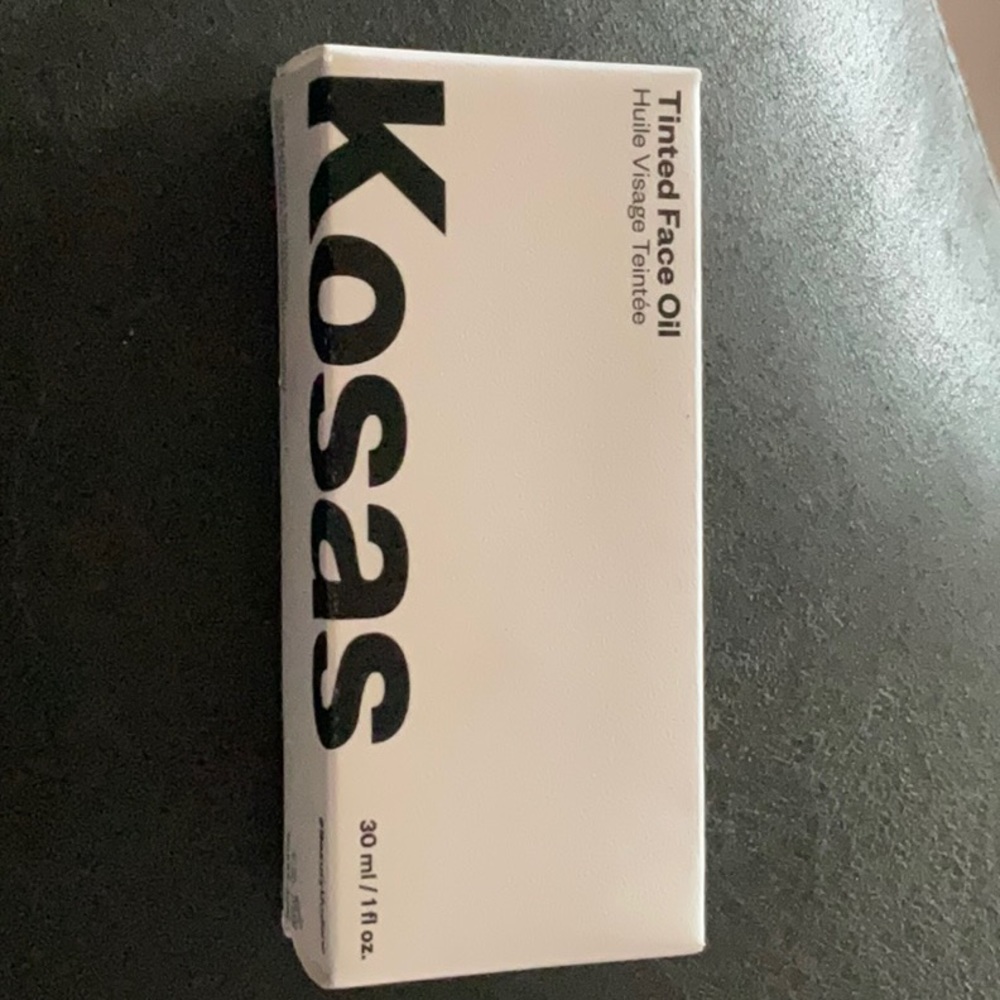 Tinted Face Oil
Huile Visage Teintée
Kosas
30 ml / 1 fl oz.